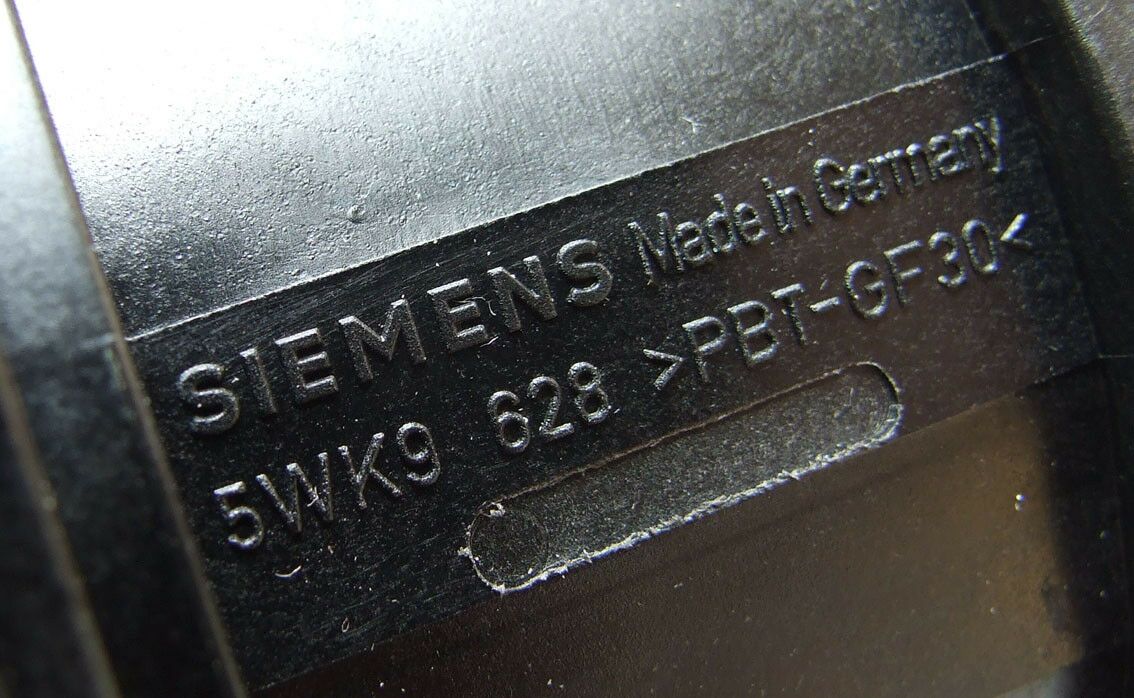 SIEMENS Made in Germany
5WK9 628 >PBT-GF30<